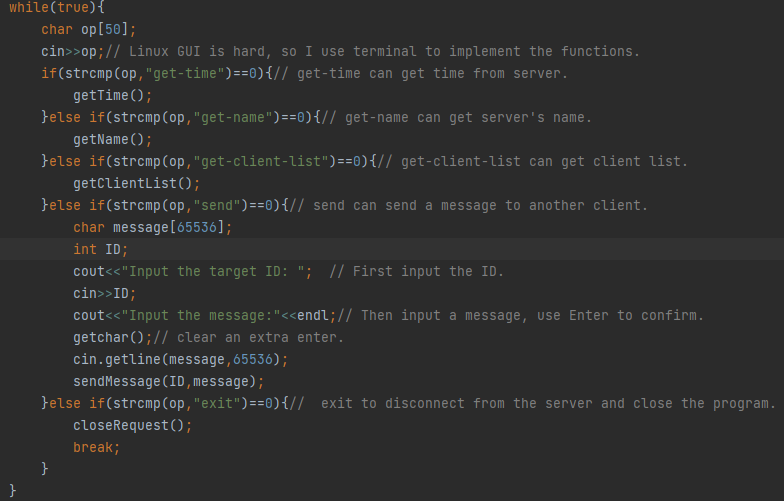 while(true){
    char op[50];
    cin>>op;// Linux GUI is hard, so I use terminal to implement the functions.
    if(strcmp(op,"get-time")==0){// get-time can get time from server.
        getTime();
    }else if(strcmp(op,"get-name")==0){// get-name can get server's name.
        getName();
    }else if(strcmp(op,"get-client-list")==0){// get-client-list can get client list.
        getClientList();
    }else if(strcmp(op,"send")==0){// send can send a message to another client.
        char message[65536];
        int ID;
        cout<<"Input the target ID: ";  // First input the ID.
        cin>>ID;
        cout<<"Input the message:"<<endl;// Then input a message, use Enter to confirm.
        getchar();// clear an extra enter.
        cin.getline(message,65536);
        sendMessage(ID,message);
    }else if(strcmp(op,"exit")==0){//  exit to disconnect from the server and close the program.
        closeRequest();
        break;
    }
}